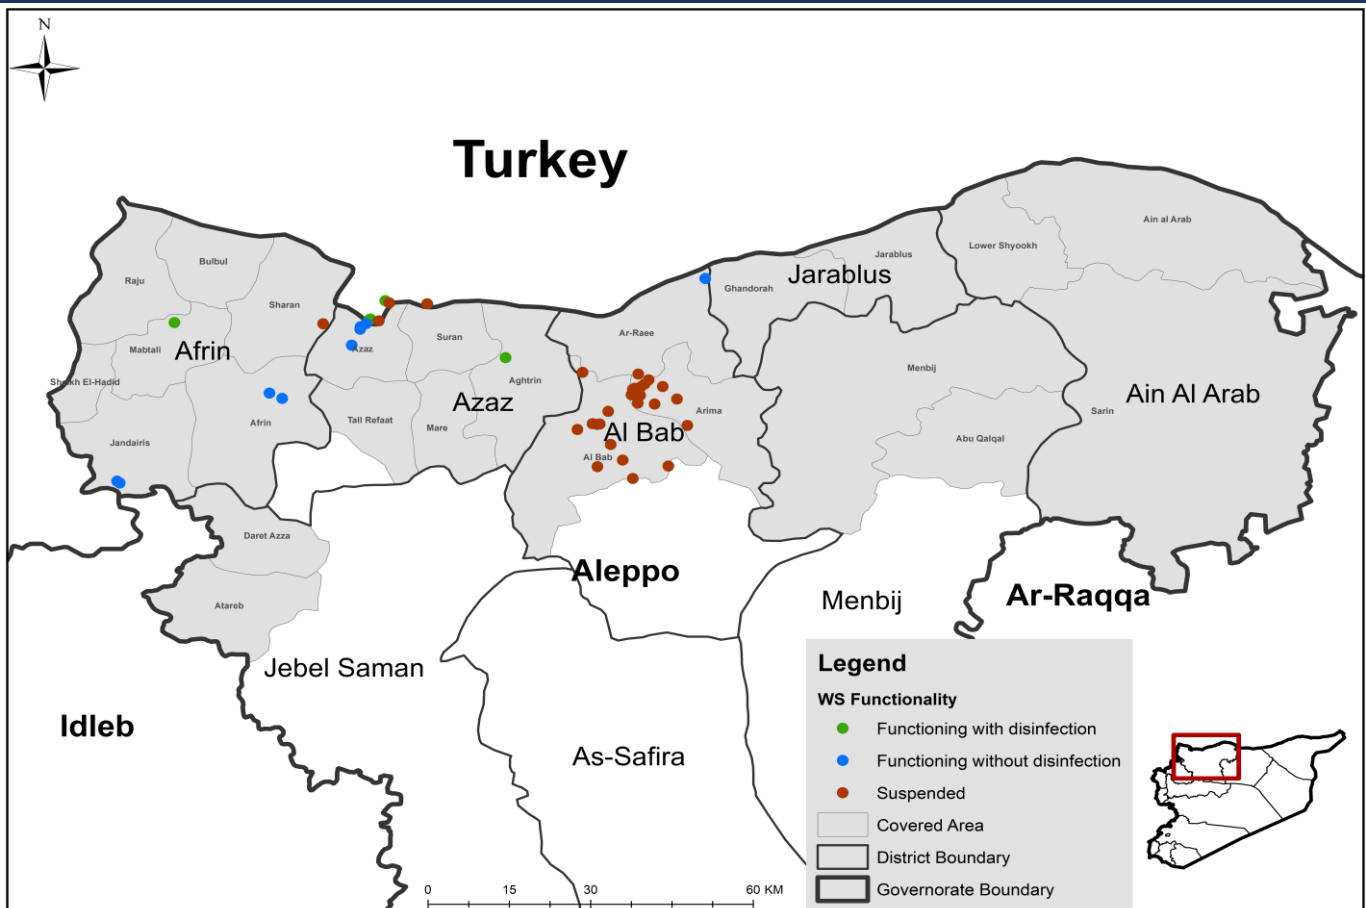 N
Turkey
Ain al Arab
Lower Shyookh
Jarablus
Bulbul
Jarablus
Raju
Ghandorah
Sharan
Ar-Raee
Suran
Azaz
Mabtali
Afrin
Menbij
Sheikh El-Hadid
Aghtrin
Ain Al Arab
Azaz
Arima
Sarin
Afrin
Tall Refaat
Mare
Al Bab
Abu Qalqal
Jandairis
Al Bab
Daret Azza
Aleppo
Ar-Raqqa
Menbij
Atareb
Jebel Saman
Idleb
As-Safira
Legend
WS Functionality
Functioning with disinfection
Functioning without disinfection
Suspended
Covered Area
District Boundary
Governorate Boundary
0 15 30 60 KM